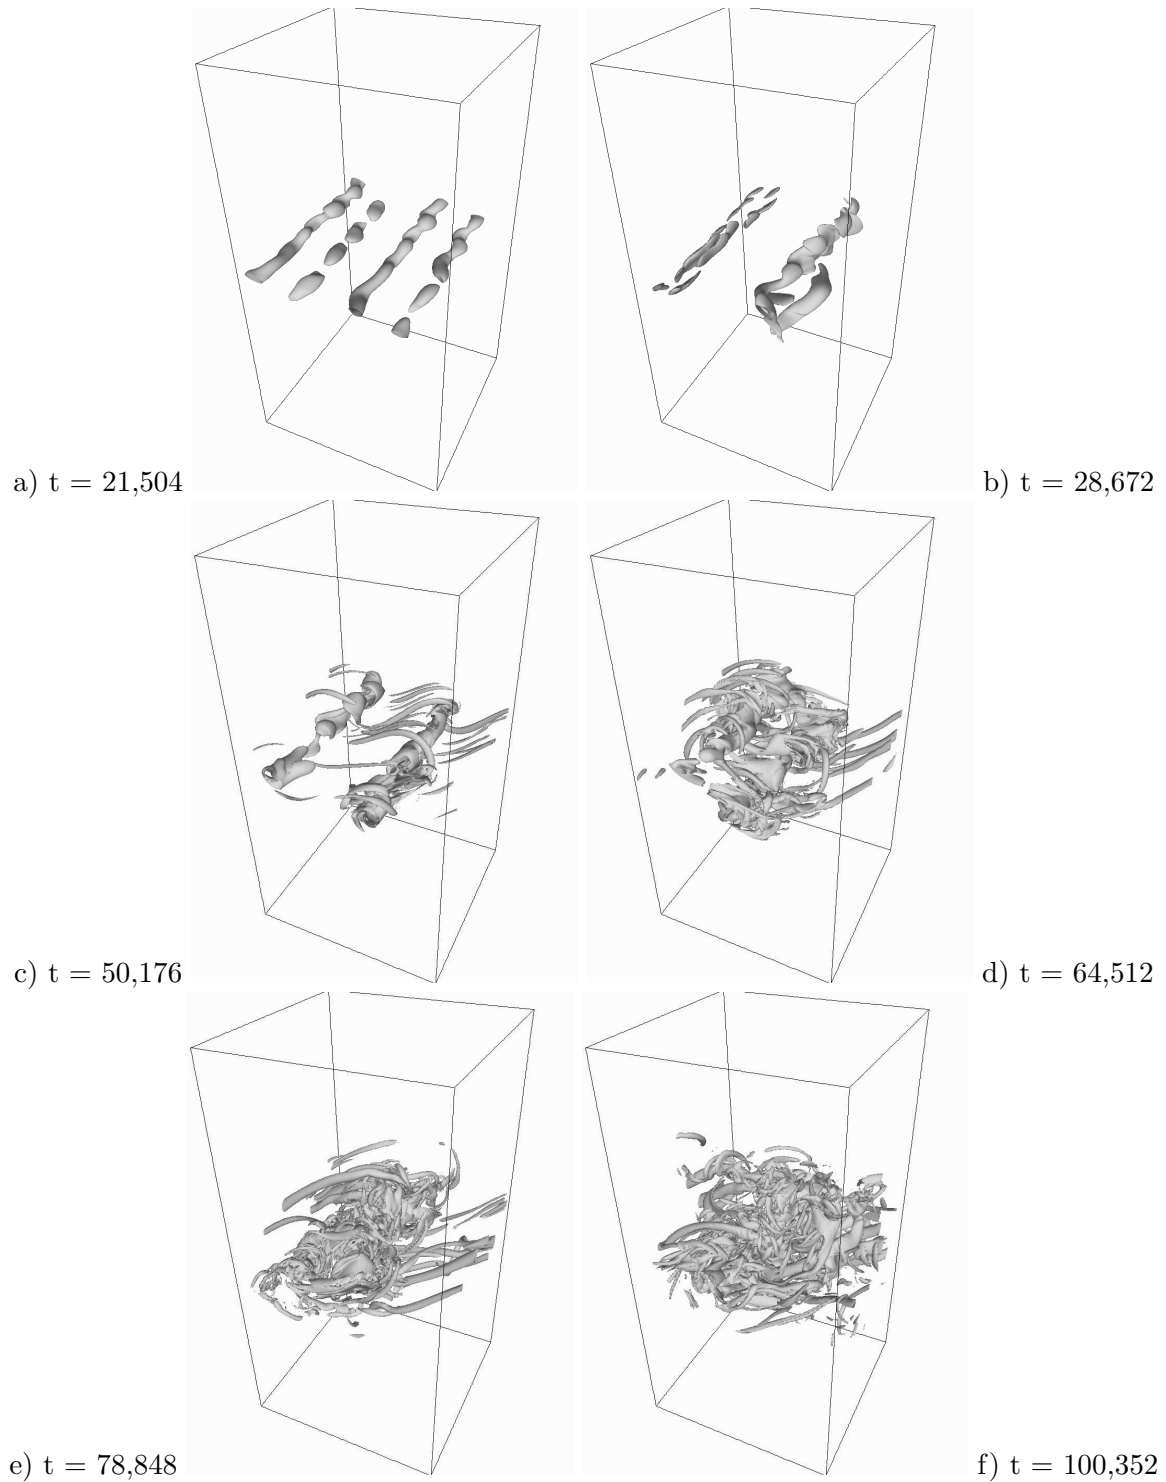 a) t = 21,504
b) t = 28,672
c) t = 50,176
d) t = 64,512
e) t = 78,848
f) t = 100,352